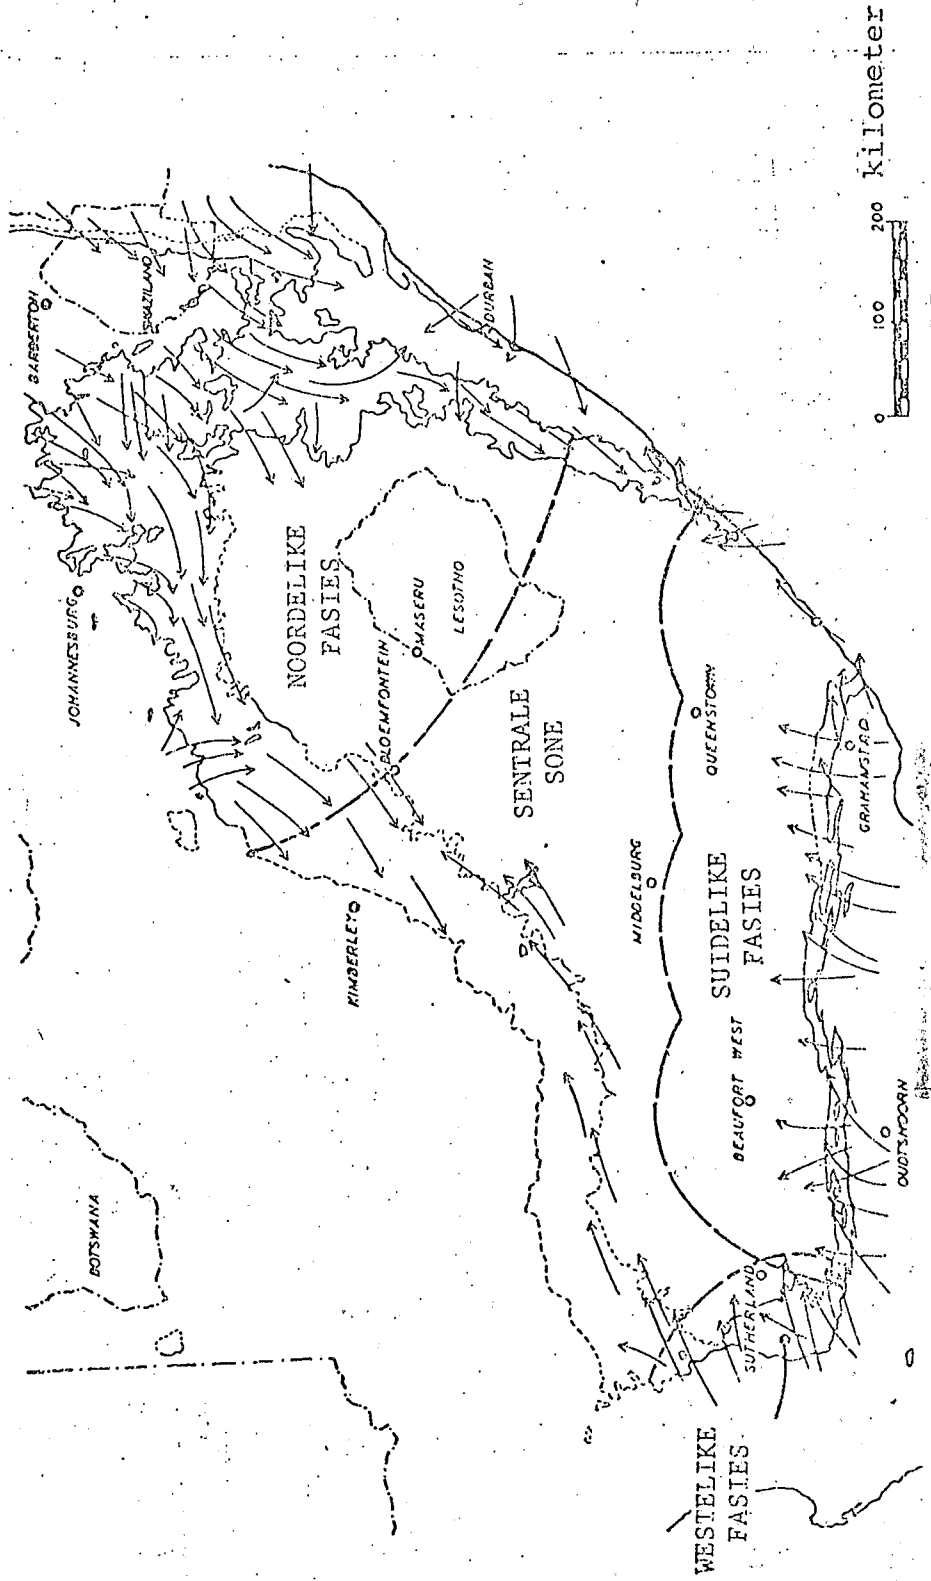 BARBERTON
SWAZILAND
JOHANNESBURG
BOTSWANA
DURBAN
NOORDELIKE
FASIES
MASERU
LESOTHO
BLOEMFONTEIN
KIMBERLEY
SENTRALE
SONE
QUEENSTOWN
MIDDELBURG
SUIDELIKE
FASIES
BEAUFORT WEST
GRAHAMSTAD
OUDTSHOORN
SUTHERLAND
WESTELIKE
FASIES
0 100 200 kilometer